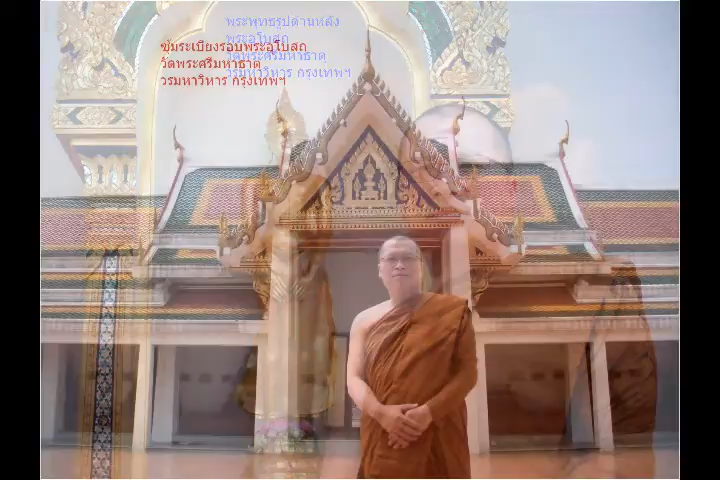 พระพุทธรูปด้านหลัง
พระอุโบสถ
วัดพระศรีมหาธาตุ
วรมหาวิหาร กรุงเทพฯ
ซุ้มระเบียงรอบพระอุโบสถ
วัดพระศรีมหาธาตุ
วรมหาวิหาร กรุงเทพฯ